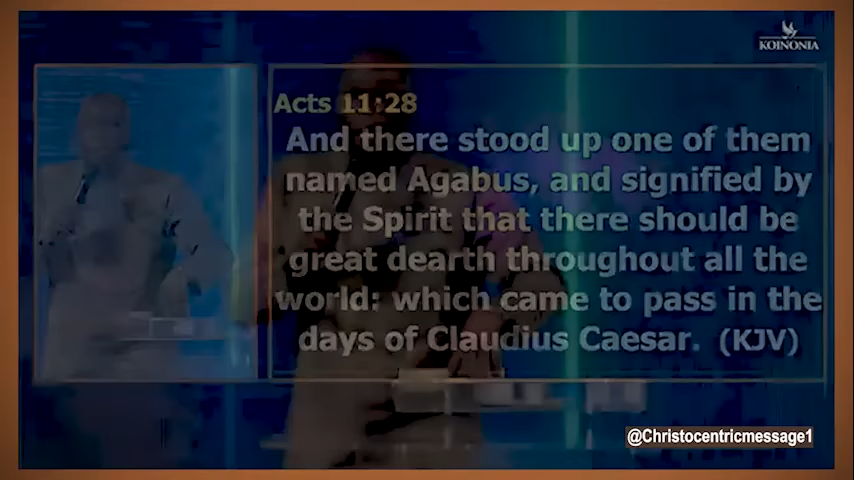 KOINONIA
Acts 11:28
And there stood up one of them
named Agabus, and signified by
the Spirit that there should be
great dearth throughout all the
world: which came to pass in the
days of Claudius Caesar. (KJV)
@Christocentricmessage1